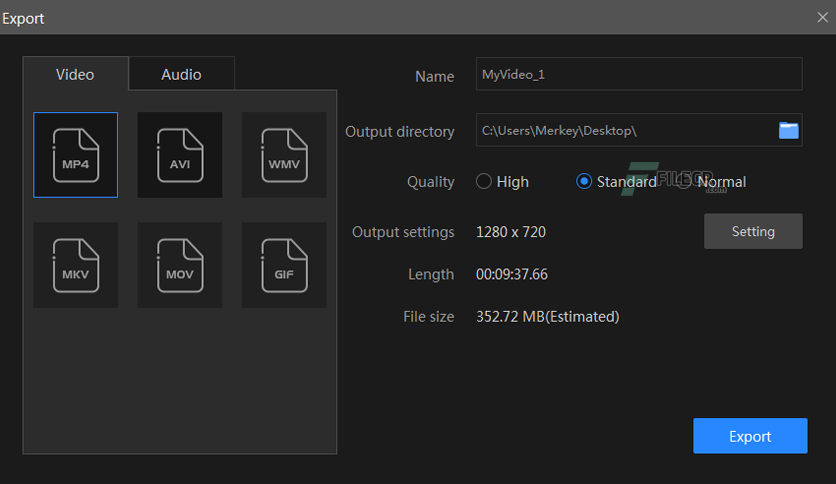 Export
Video Audio
MP4 AVI WMV
MKV MOV GIF
Name MyVideo_1
Output directory C:\Users\Merkey\Desktop\
Quality High Standard Normal
FILECR
.com
Output settings 1280 x 720 Setting
Length 00:09:37.66
File size 352.72 MB(Estimated)
Export